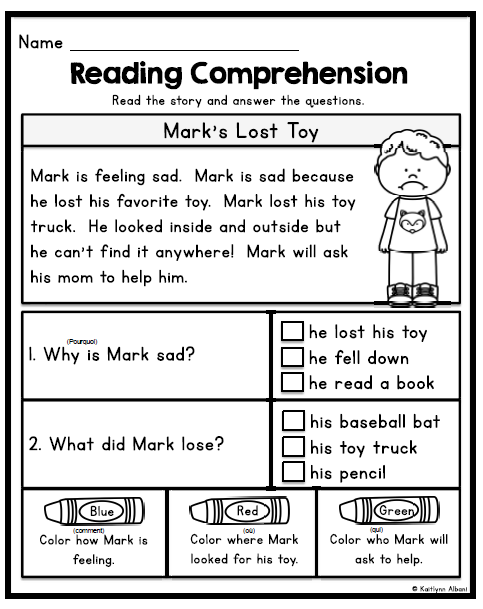 Name
Reading Comprehension
Read the story and answer the questions.
Mark's Lost Toy
Mark is feeling sad. Mark is sad because
he lost his favorite toy. Mark lost his toy
truck. He looked inside and outside but
he can't find it anywhere! Mark will ask
his mom to help him.
(Pourquoi)
1. Why is Mark sad?
he lost his toy
he fell down
he read a book
2. What did Mark lose?
his baseball bat
his toy truck
his pencil
Blue
(comment)
Color how Mark is
feeling.
Red
(où)
Color where Mark
looked for his toy.
Green
(qui)
Color who Mark will
ask to help.
© Kaitlynn Albani